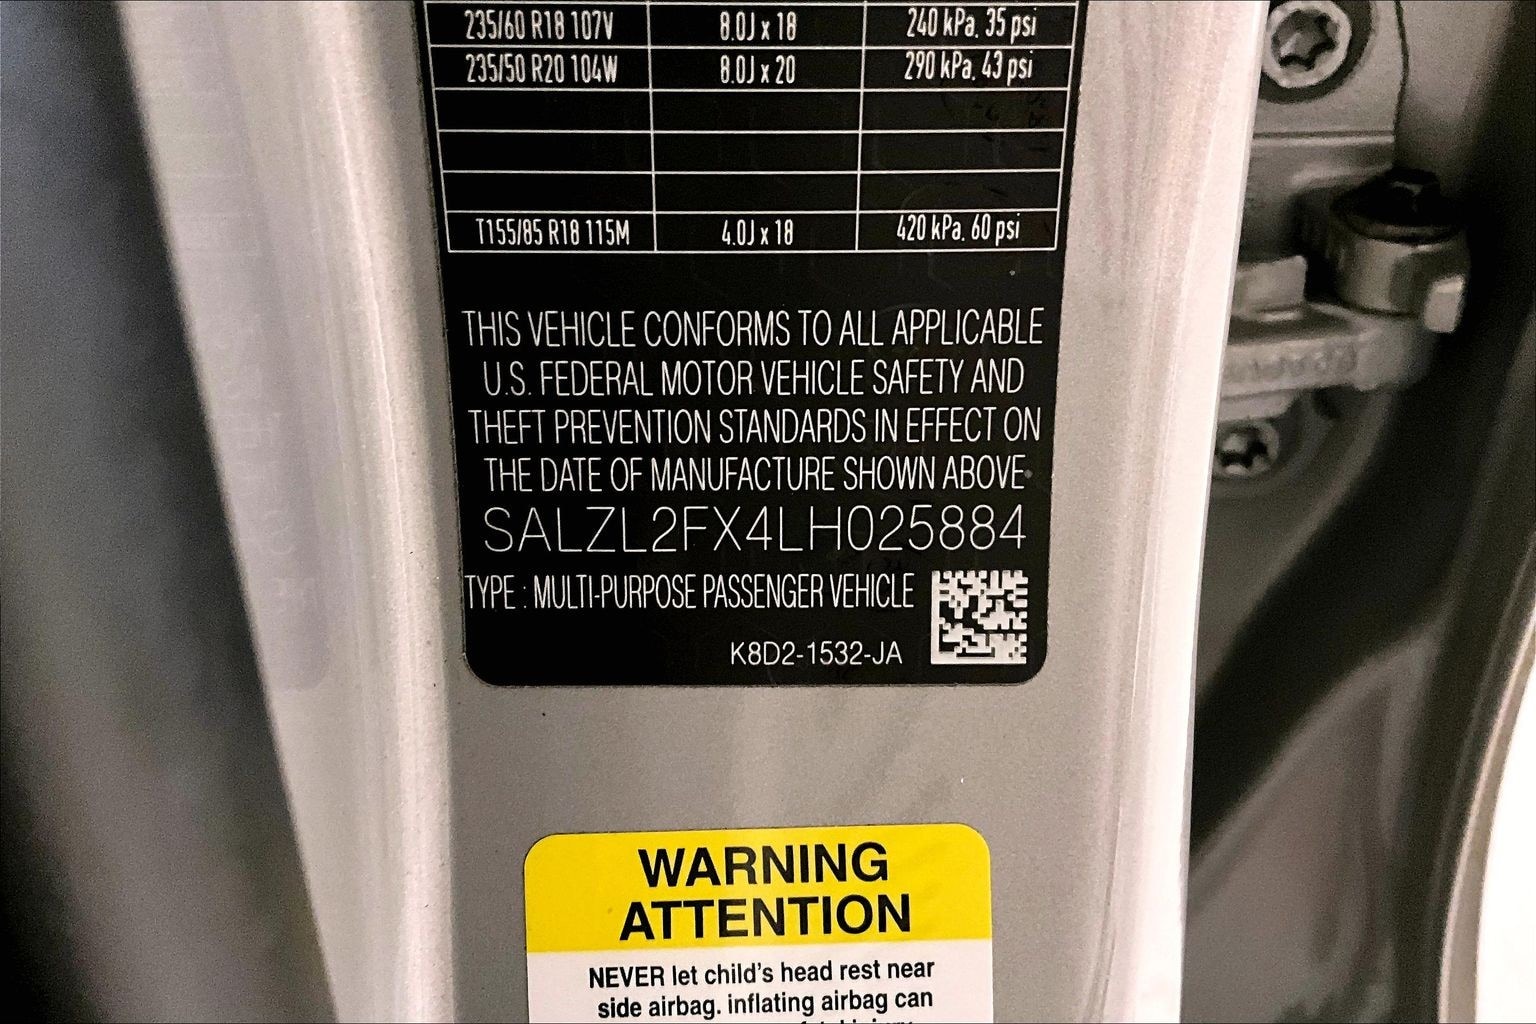 235/60 R18 107V 8.0J x 18 240 kPa, 35 psi
235/50 R20 104W 8.0J x 20 290 kPa, 43 psi
T155/85 R18 115M 4.0J x 18 420 kPa, 60 psi
THIS VEHICLE CONFORMS TO ALL APPLICABLE
U.S. FEDERAL MOTOR VEHICLE SAFETY AND
THEFT PREVENTION STANDARDS IN EFFECT ON
THE DATE OF MANUFACTURE SHOWN ABOVE
SALZL2FX4LH025884
TYPE : MULTI-PURPOSE PASSENGER VEHICLE
K8D2-1532-JA
WARNING
ATTENTION
NEVER let child's head rest near
side airbag. inflating airbag can